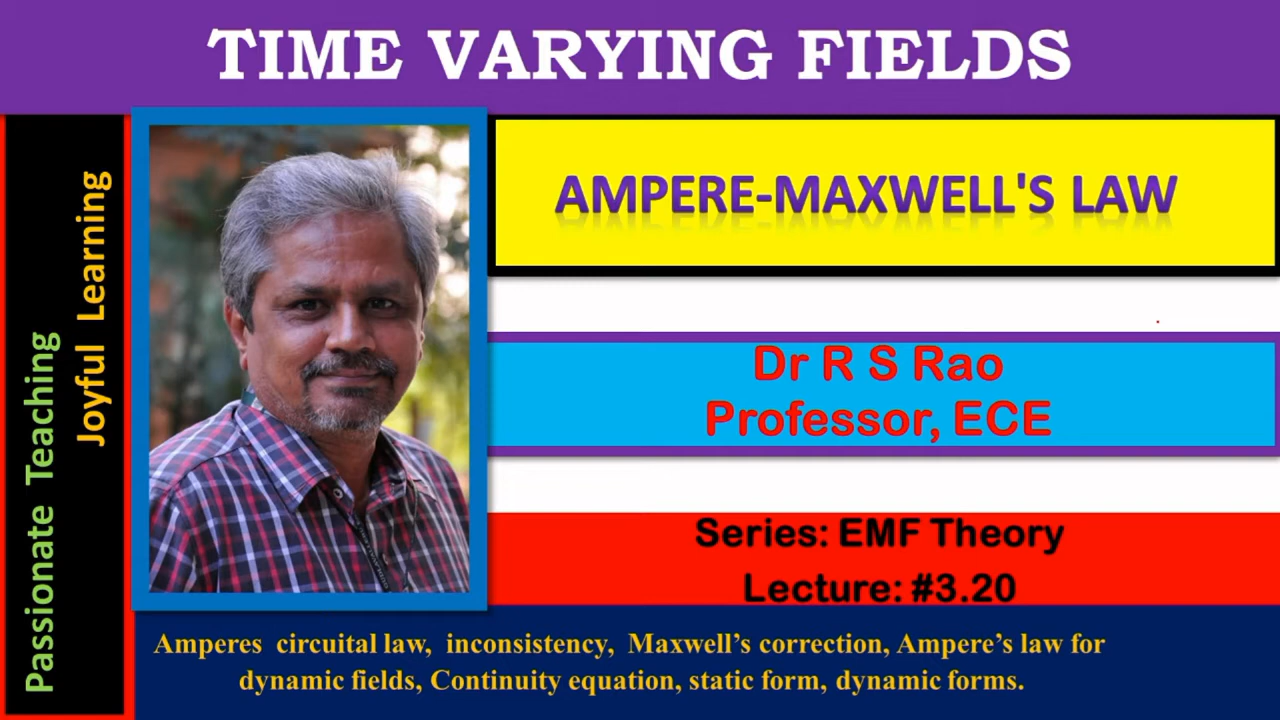 TIME VARYING FIELDS
Passionate Teaching
Joyful Learning
AMPERE-MAXWELL'S LAW
Dr R S Rao
Professor, ECE
Series: EMF Theory
Lecture: #3.20
Amperes circuital law, inconsistency, Maxwell’s correction, Ampere’s law for
dynamic fields, Continuity equation, static form, dynamic forms.